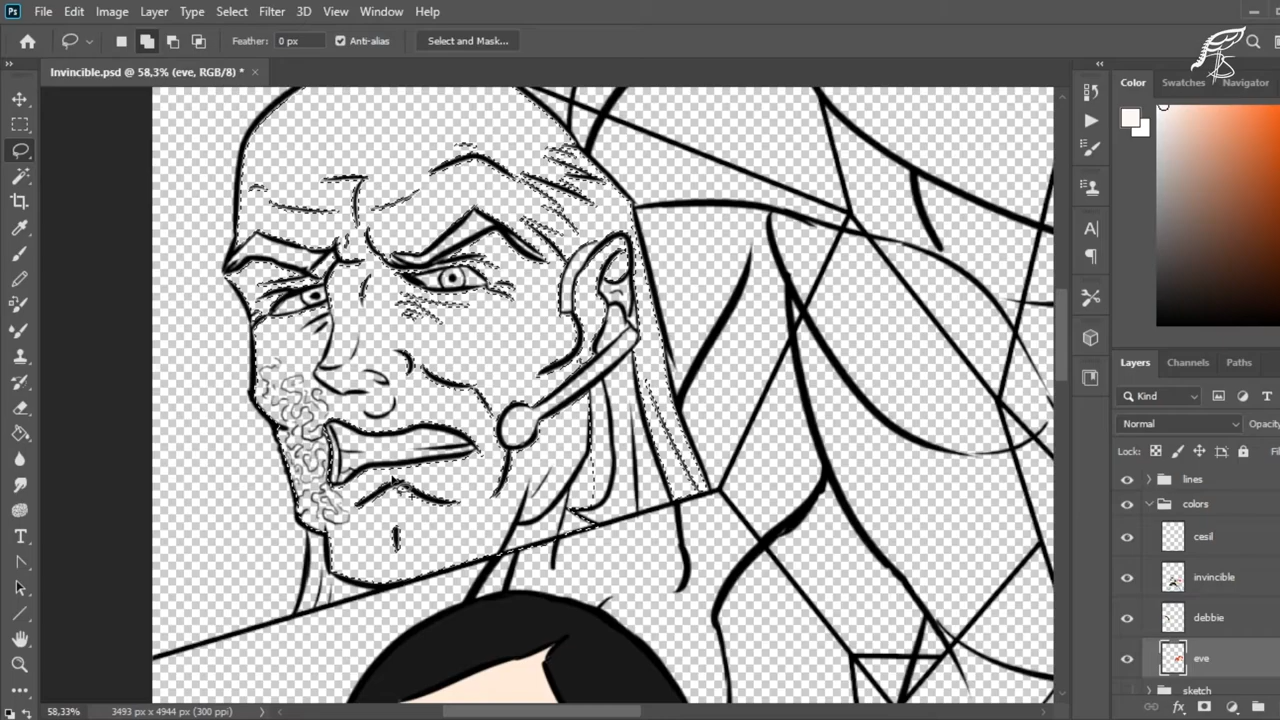 Ps File Edit Image Layer Type Select Filter 3D View Window Help
Feather: 0 px Anti-alias Select and Mask...
Invincible.psd @ 58,3% (eve, RGB/8) * ×
Color Swatches Navigator
Layers Channels Paths
Kind
Normal Opacity
Lock:
lines
colors
cesil
invincible
debbie
eve
sketch
58,33% 3493 px x 4944 px (300 ppi)